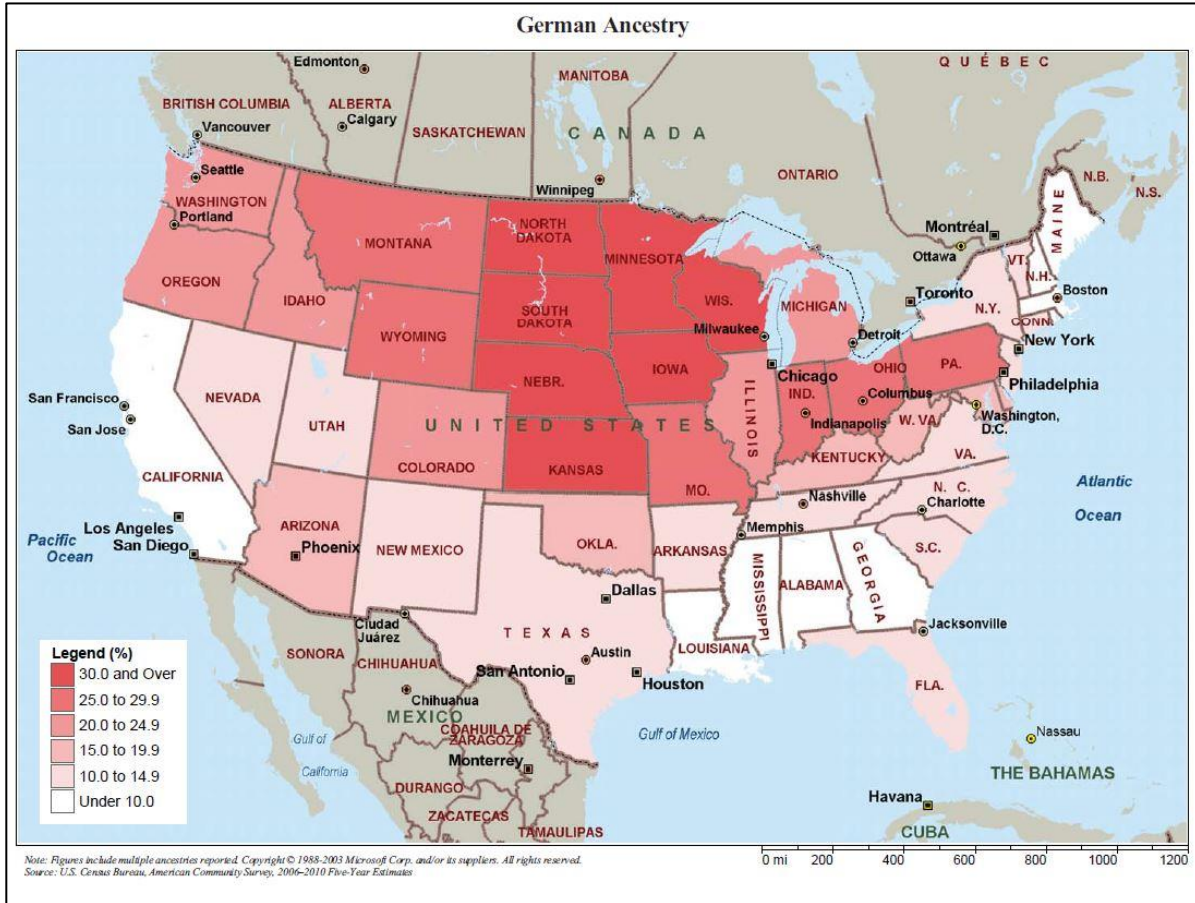 German Ancestry
Edmonton
MANITOBA
QUÉBEC
BRITISH COLUMBIA
ALBERTA
Calgary
SASKATCHEWAN
CANADA
Vancouver
ONTARIO
N.B.
N.S.
Seattle
WASHINGTON
Portland
Winnipeg
MAINE
Montréal
Ottawa
NORTH
DAKOTA
MONTANA
MINNESOTA
VT.
N.H.
OREGON
IDAHO
SOUTH
DAKOTA
WIS.
MICHIGAN
Toronto
Boston
N.Y.
CONN.
WYOMING
Milwaukee
Detroit
New York
NEBR.
IOWA
Chicago
OHIO
PA.
Philadelphia
San Francisco
NEVADA
ILLINOIS
IND.
Columbus
San Jose
UTAH
UNITED STATES
Indianapolis
W. VA.
Washington,
D.C.
COLORADO
KANSAS
KENTUCKY
VA.
CALIFORNIA
MO.
Nashville
N. C.
Charlotte
Atlantic
Ocean
Los Angeles
San Diego
Pacific
Ocean
ARIZONA
Phoenix
NEW MEXICO
OKLA.
ARKANSAS
Memphis
S.C.
MISSISSIPPI
ALABAMA
GEORGIA
Dallas
Ciudad
Juárez
TEXAS
Jacksonville
LOUISIANA
SONORA
CHIHUAHUA
Austin
San Antonio
Houston
FLA.
Chihuahua
MEXICO
COAHUILA DE
ZARAGOZA
Gulf of
California
Gulf of Mexico
Nassau
Monterrey
THE BAHAMAS
DURANGO
Havana
ZACATECAS
TAMAULIPAS
CUBA
Legend (%)
30.0 and Over
25.0 to 29.9
20.0 to 24.9
15.0 to 19.9
10.0 to 14.9
Under 10.0
0 mi 200 400 600 800 1000 1200
Note: Figures include multiple ancestries reported. Copyright © 1988-2003 Microsoft Corp. and/or its suppliers. All rights reserved.
Source: U.S. Census Bureau, American Community Survey, 2006–2010 Five-Year Estimates